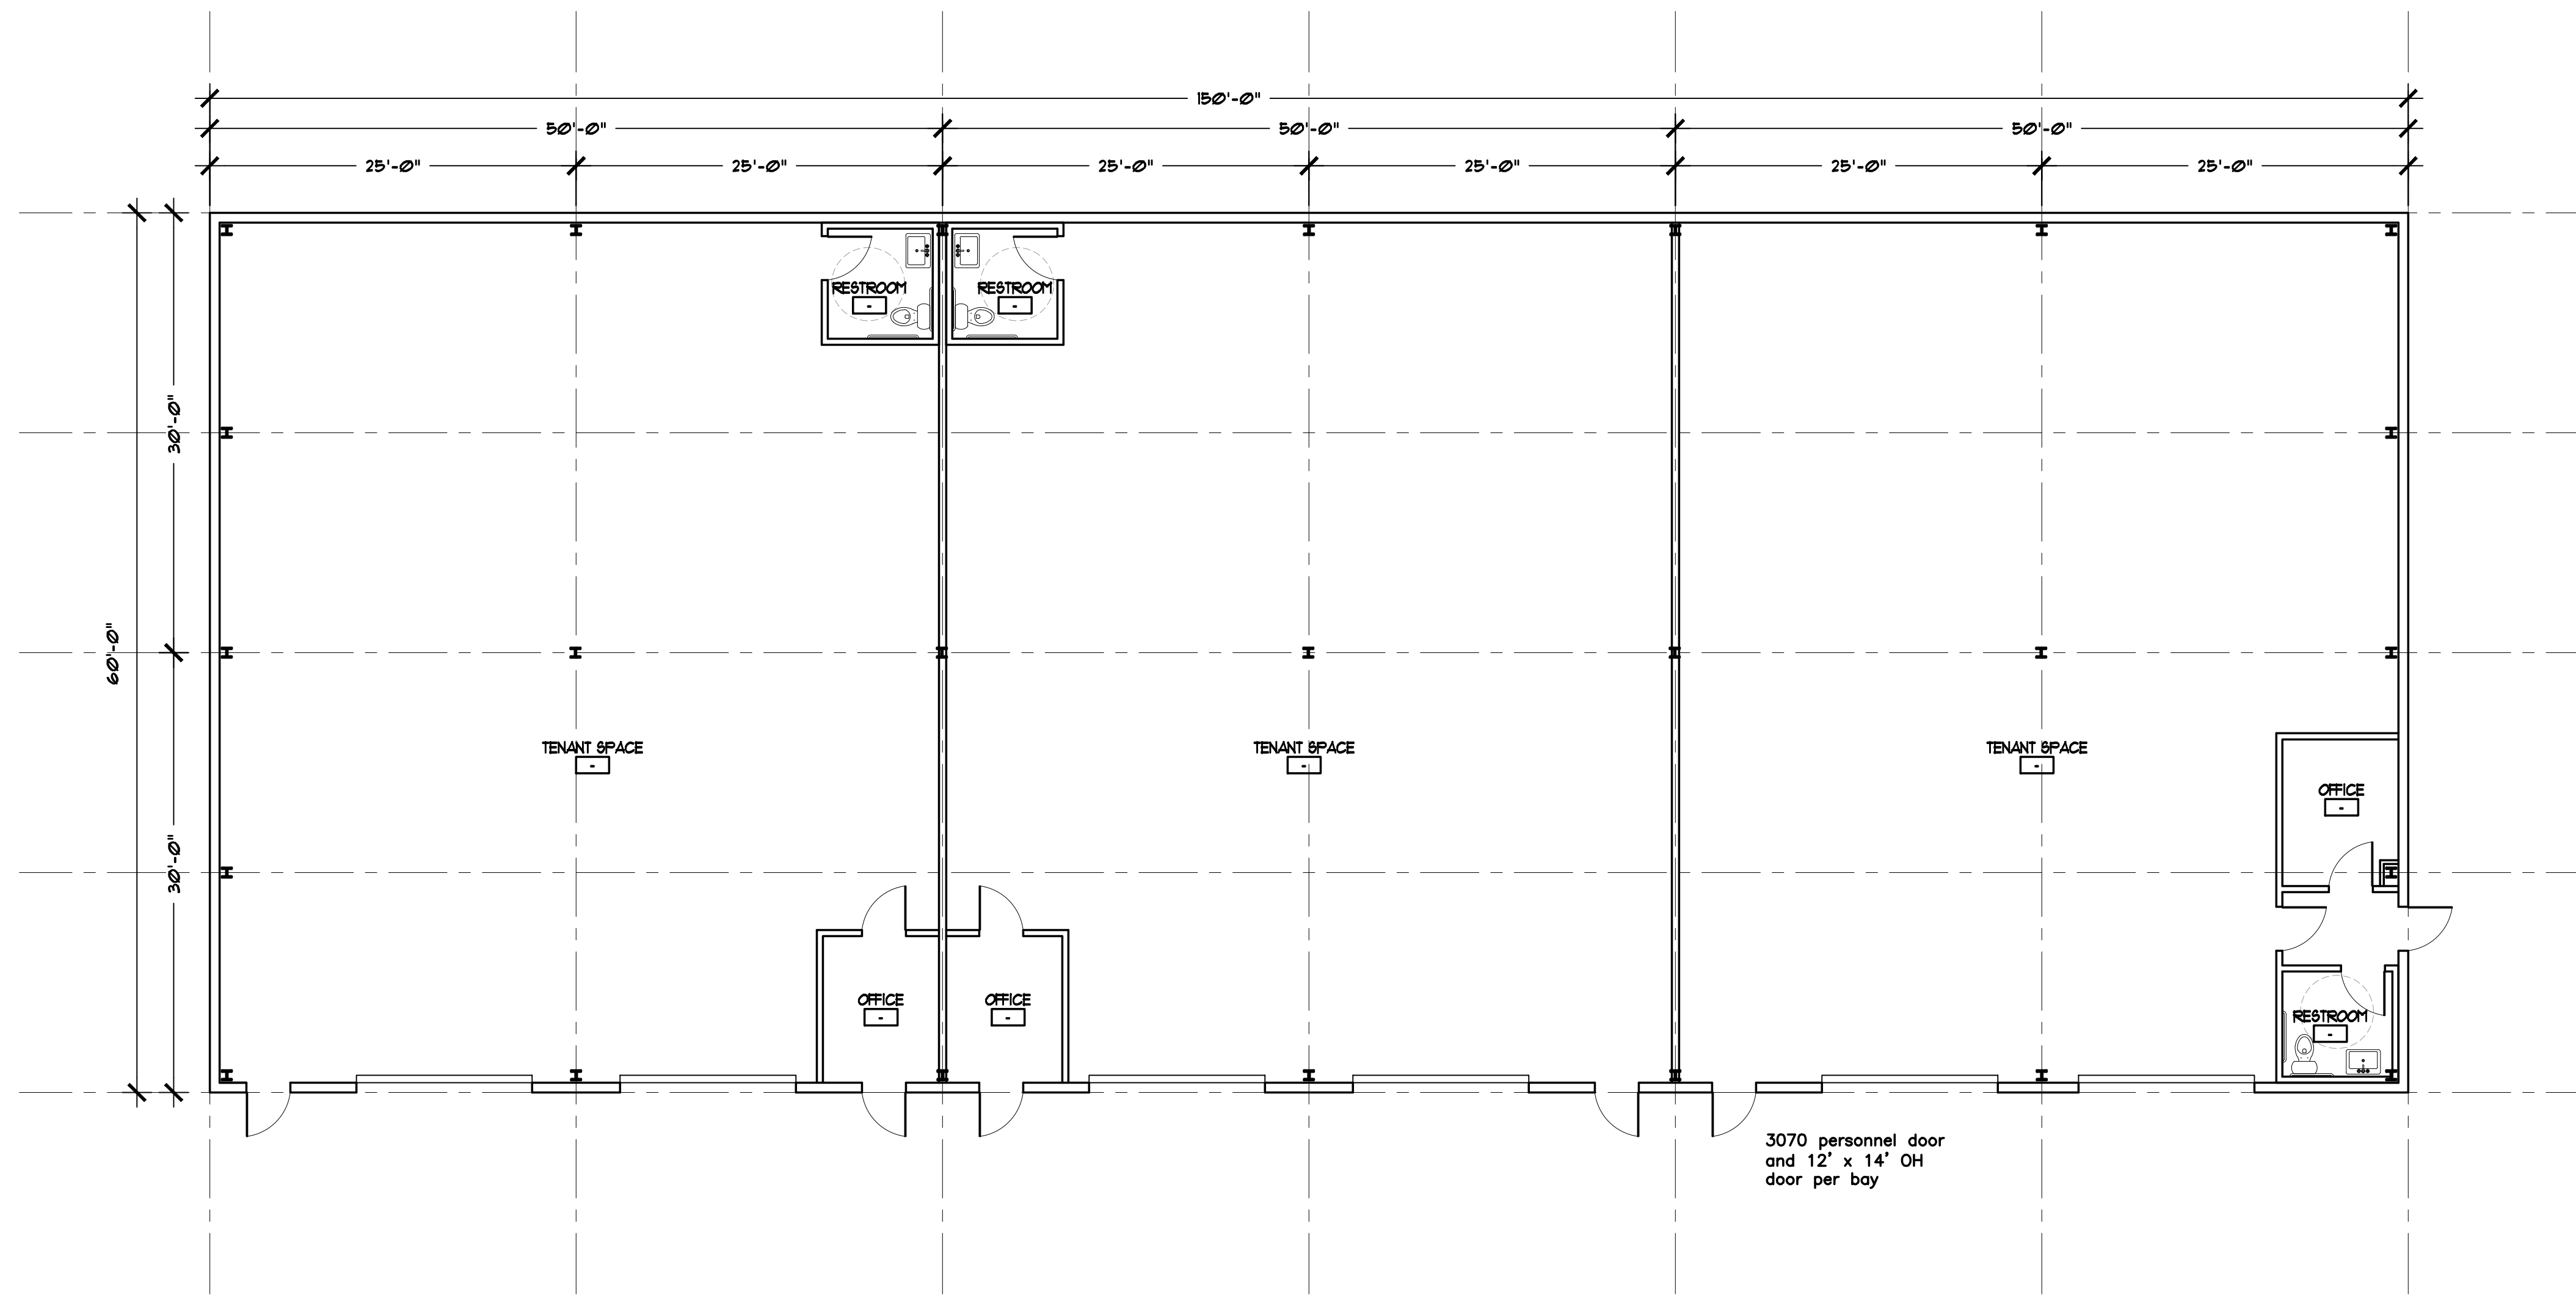 150'-0"
50'-0" 50'-0" 50'-0"
25'-0" 25'-0" 25'-0" 25'-0" 25'-0" 25'-0"
RESTROOM RESTROOM
-
-
30'-0"
60'-0"
TENANT SPACE TENANT SPACE TENANT SPACE
-
-
-
OFFICE
-
30'-0"
OFFICE OFFICE
-
-
RESTROOM
-
3070 personnel door
and 12' x 14' OH
door per bay